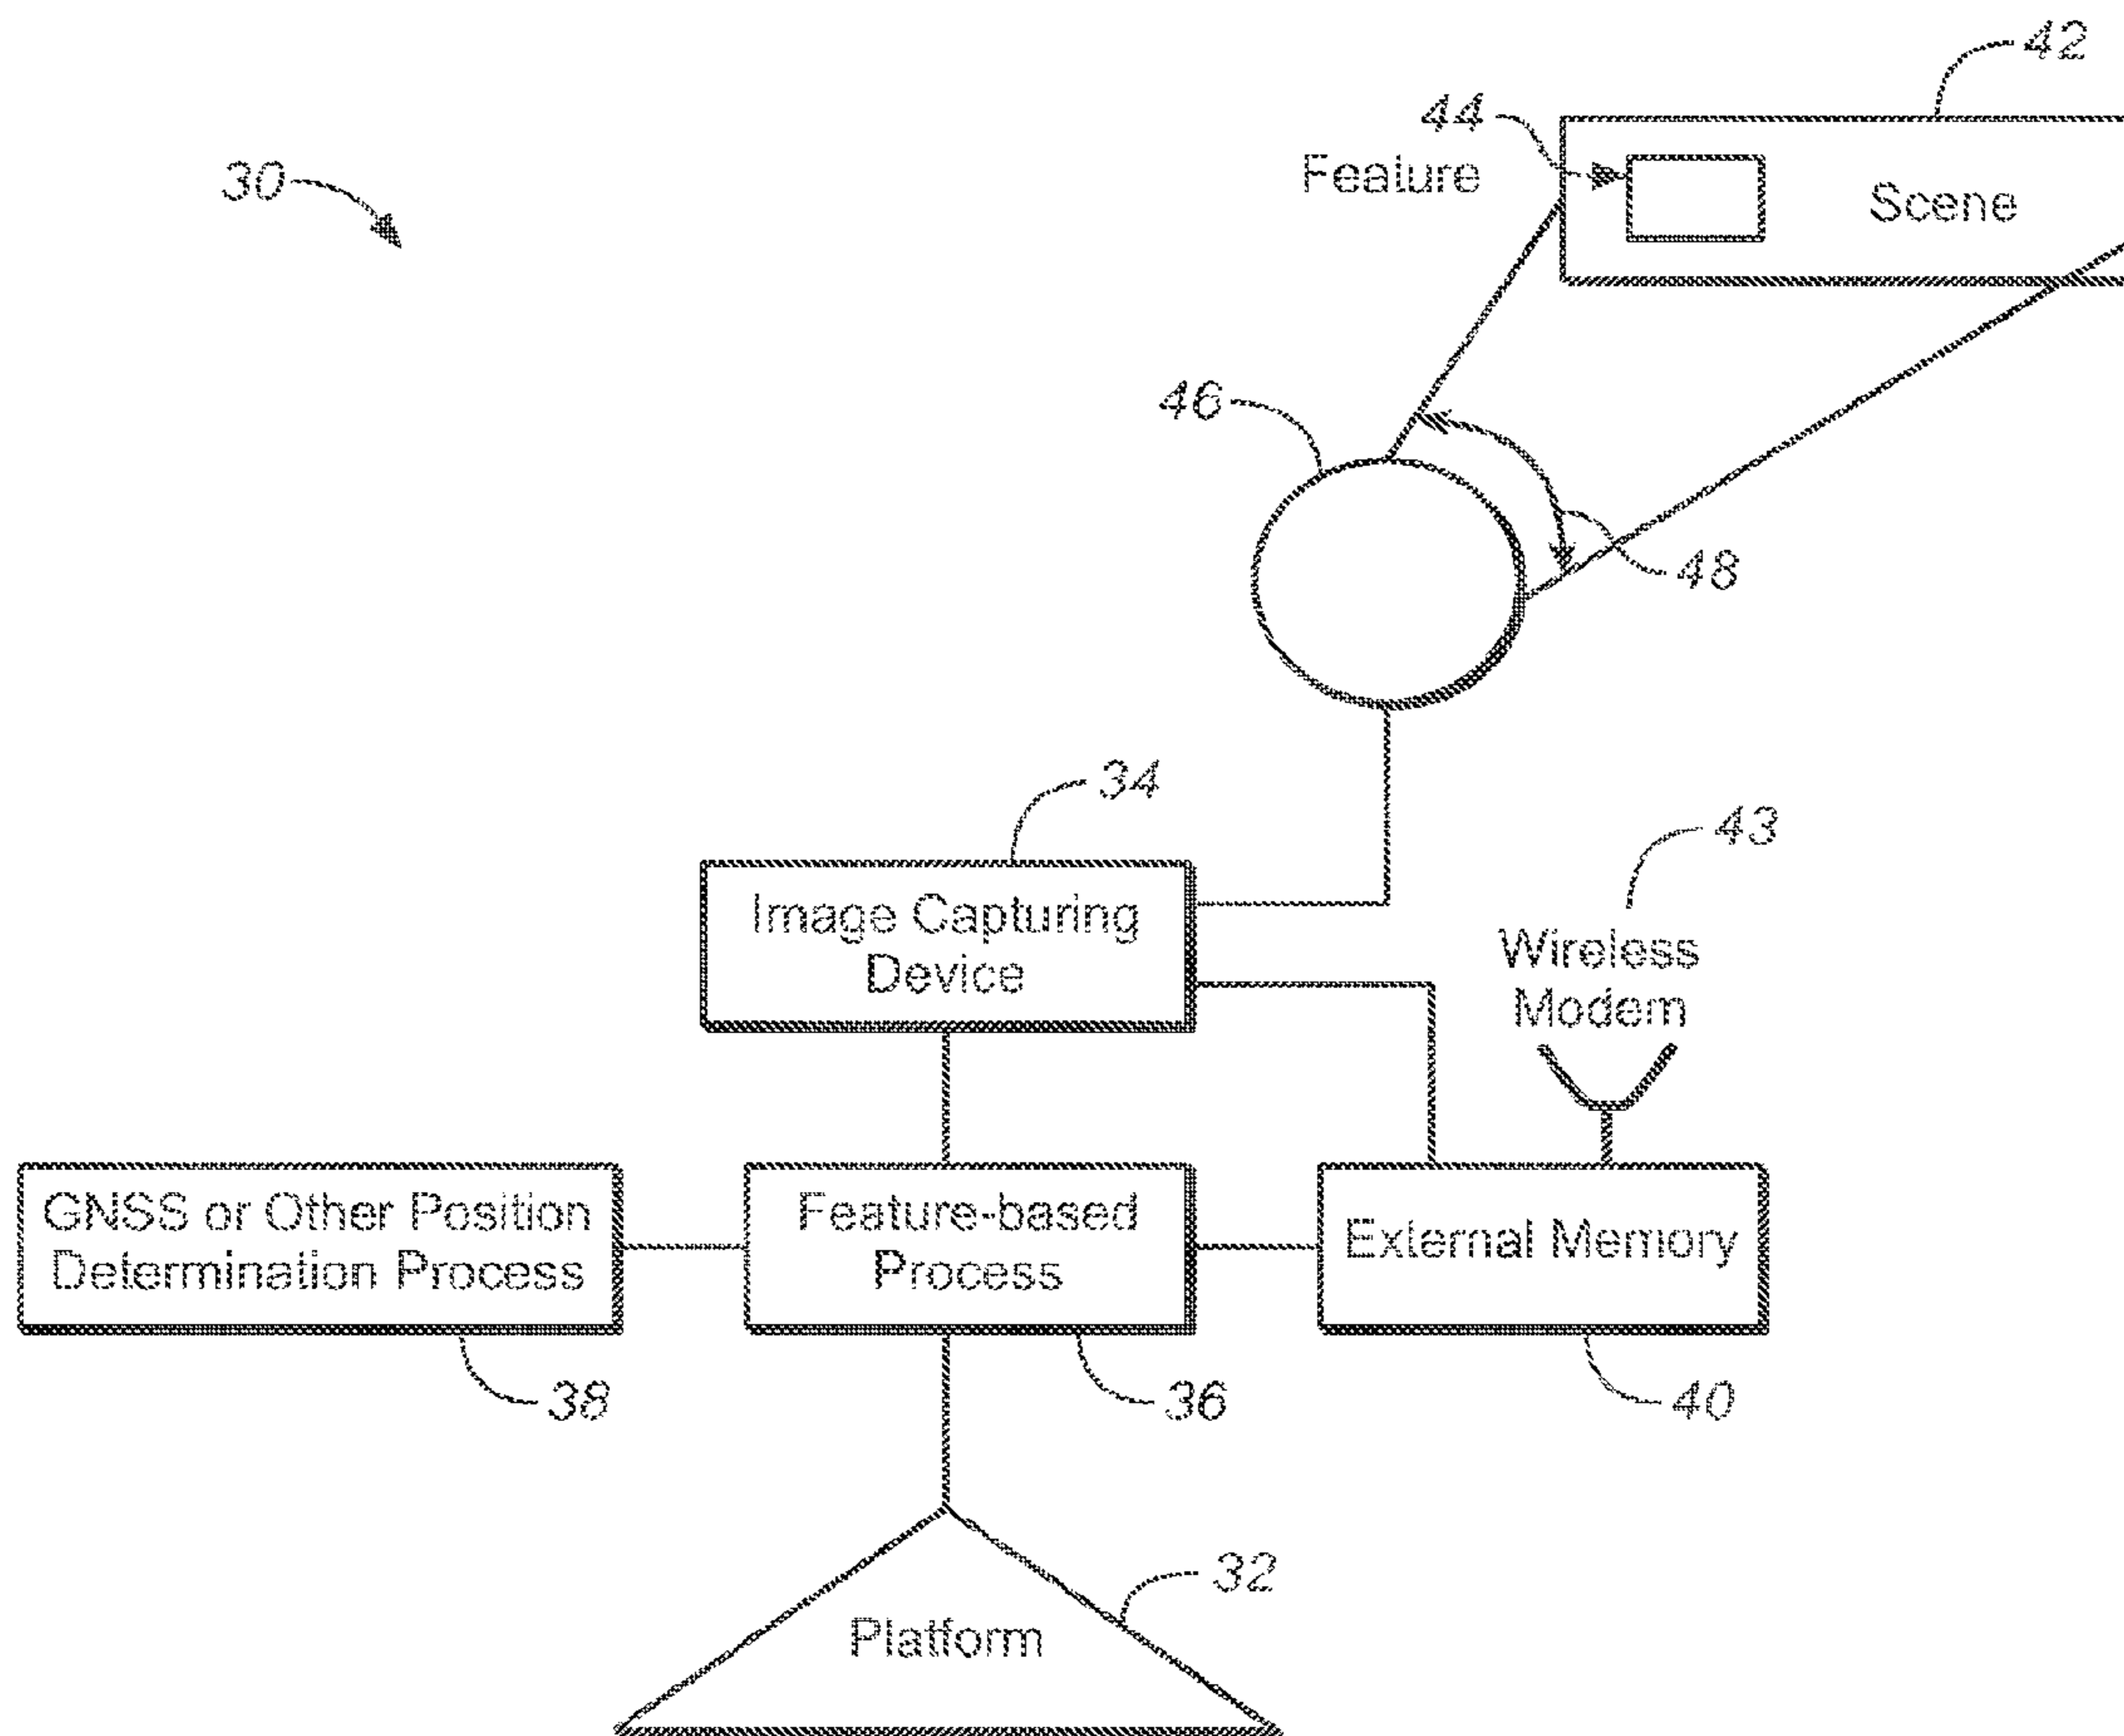 42
44
Feature
Scene
30
46
48
34
43
Image Capturing
Device
Wireless
Modem
GNSS or Other Position
Determination Process
Feature-based
Process
External Memory
38
36
40
32
Platform